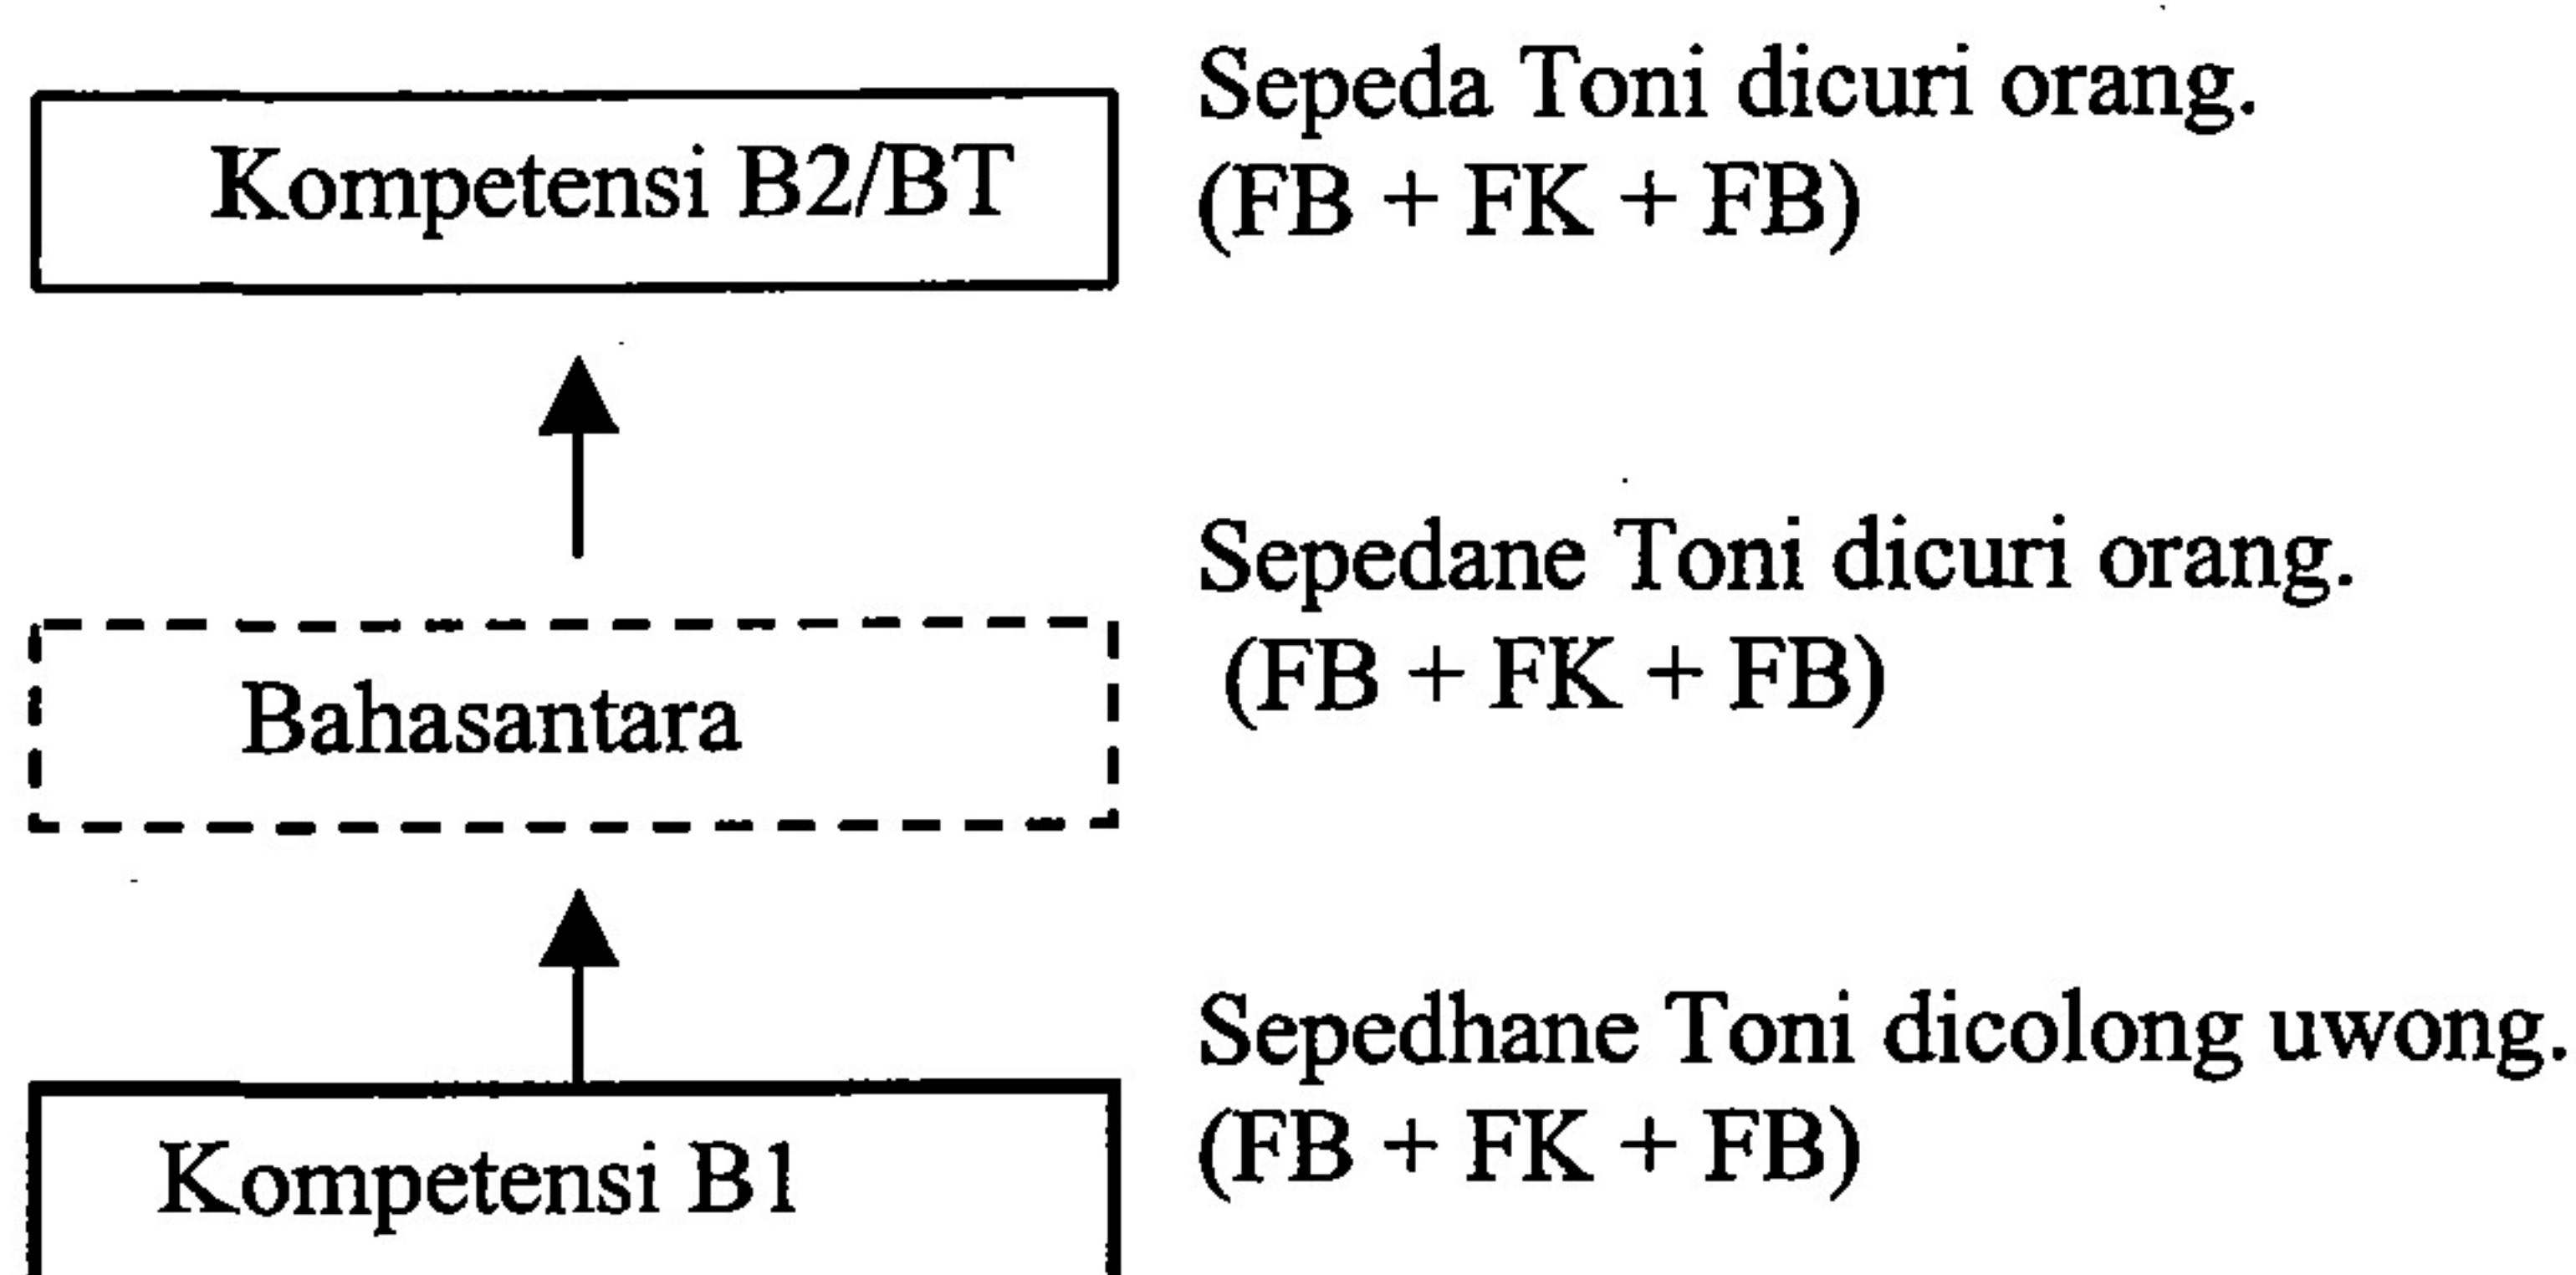 Sepeda Toni dicuri orang.
Kompetensi B2/BT
(FB + FK + FB)
Sepedane Toni dicuri orang.
Bahasantara
(FB + FK + FB)
Sepedhane Toni dicolong uwong.
Kompetensi B1
(FB + FK + FB)